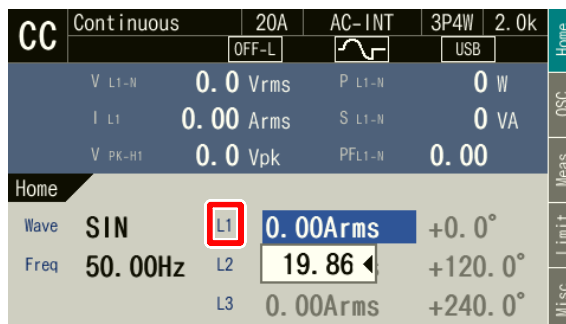 CC Continuous 20A AC-INT 3P4W 2.0k
OFF-L USB
V L1-N 0.0 Vrms P L1-N 0 W
I L1 0.00 Arms S L1-N 0 VA
V PK-H1 0.0 Vpk PFL1-N 0.00
Home
Wave SIN L1 0.00Arms +0.0°
Freq 50.00Hz L2 19.86 +120.0°
L3 0.00Arms +240.0°
Home
OSC
Meas
Limit
Misc